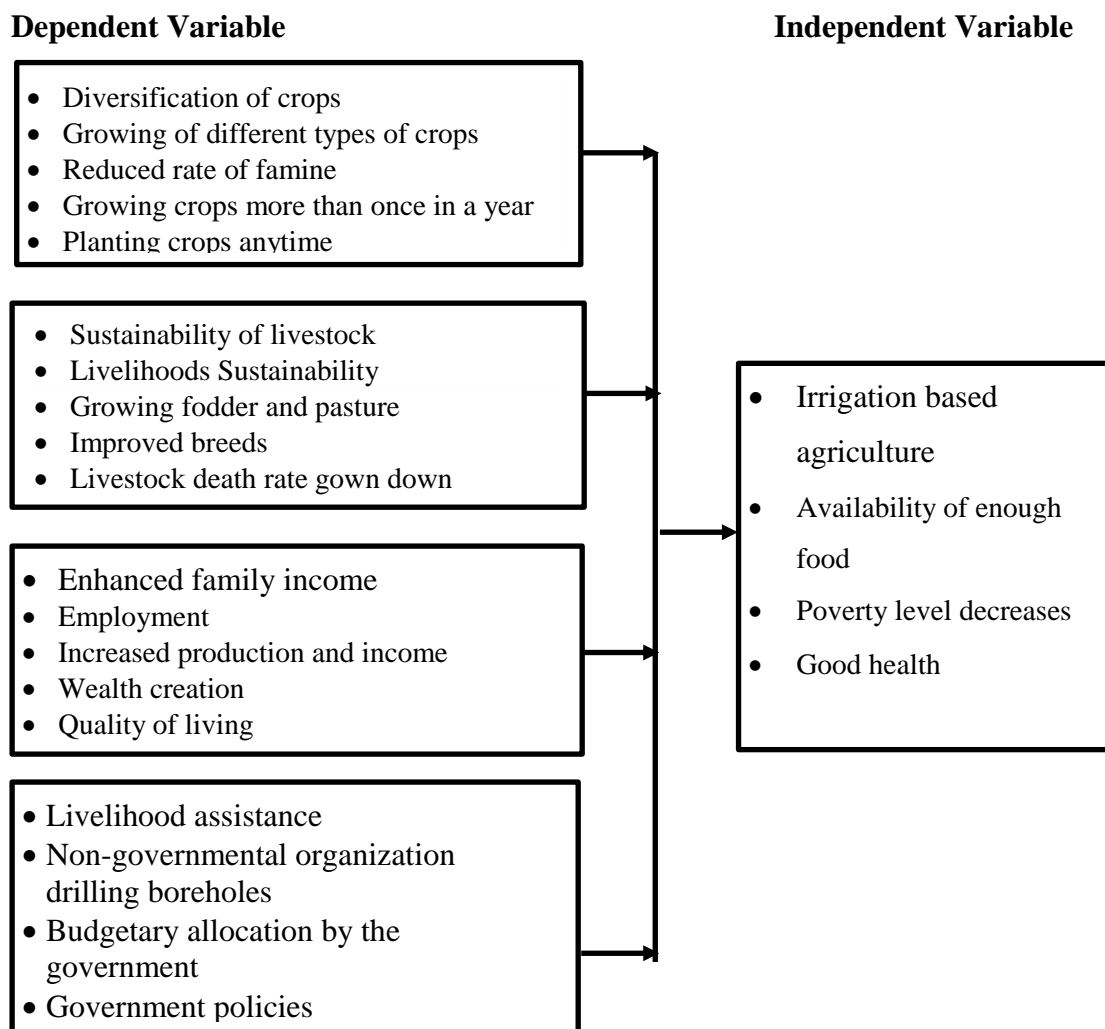 Dependent Variable
Independent Variable
• Diversification of crops
• Growing of different types of crops
• Reduced rate of famine
• Growing crops more than once in a year
• Planting crops anytime
• Sustainability of livestock
• Livelihoods Sustainability
• Growing fodder and pasture
• Improved breeds
• Livestock death rate gown down
• Enhanced family income
• Employment
• Increased production and income
• Wealth creation
• Quality of living
• Livelihood assistance
• Non-governmental organization
drilling boreholes
• Budgetary allocation by the
government
• Government policies
• Irrigation based
agriculture
• Availability of enough
food
• Poverty level decreases
• Good health